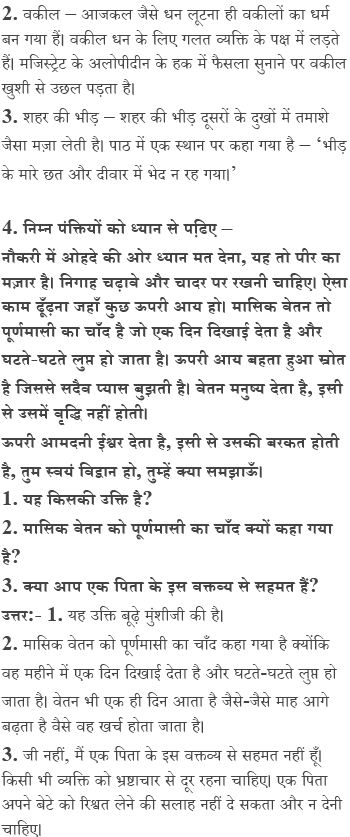 2. वकील – आजकल जैसे धन लूटना ही वकीलों का धर्म
बन गया हैं। वकील धन के लिए गलत व्यक्ति के पक्ष में लड़ते
हैं। मजिस्ट्रेट के अलोपीदीन के हक में फैसला सुनाने पर वकील
खुशी से उछल पड़ता है।
3. शहर की भीड़ – शहर की भीड़ दूसरों के दुखों में तमाशे
जैसा मज़ा लेती है। पाठ में एक स्थान पर कहा गया है – ‘भीड़
के मारे छत और दीवार में भेद न रह गया।’
4. निम्न पंक्तियों को ध्यान से पढ़िए –
नौकरी में ओहदे की ओर ध्यान मत देना, यह तो पीर का
मज़ार है। निगाह चढ़ावे और चादर पर रखनी चाहिए। ऐसा
काम ढूँढ़ना जहाँ कुछ ऊपरी आय हो। मासिक वेतन तो
पूर्णमासी का चाँद है जो एक दिन दिखाई देता है और
घटते-घटते लुप्त हो जाता है। ऊपरी आय बहता हुआ स्रोत
है जिससे सदैव प्यास बुझती है। वेतन मनुष्य देता है, इसी
से उसमें वृद्धि नहीं होती।
ऊपरी आमदनी ईश्वर देता है, इसी से उसकी बरकत होती
है, तुम स्वयं विद्वान हो, तुम्हें क्या समझाऊँ।
1. यह किसकी उक्ति है?
2. मासिक वेतन को पूर्णमासी का चाँद क्यों कहा गया
है?
3. क्या आप एक पिता के इस वक्तव्य से सहमत हैं?
उत्तर:- 1. यह उक्ति बूढ़े मुंशीजी की है।
2. मासिक वेतन को पूर्णमासी का चाँद कहा गया है क्योंकि
वह महीने में एक दिन दिखाई देता है और घटते-घटते लुप्त हो
जाता है। वेतन भी एक ही दिन आता है जैसे-जैसे माह आगे
बढ़ता है वैसे वह खर्च होता जाता है।
3. जी नहीं, मैं एक पिता के इस वक्तव्य से सहमत नहीं हूँ।
किसी भी व्यक्ति को भ्रष्टाचार से दूर रहना चाहिए। एक पिता
अपने बेटे को रिश्वत लेने की सलाह नहीं दे सकता और न देनी
चाहिए।